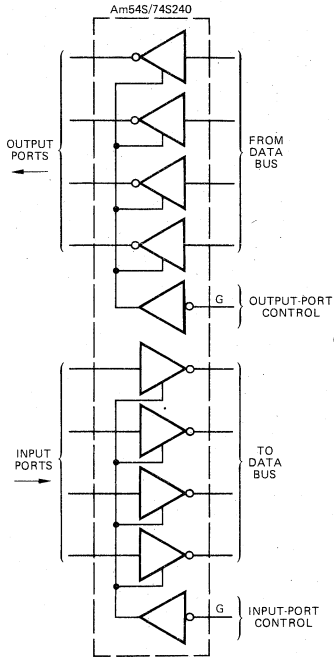 Am54S/74S240
OUTPUT
PORTS
FROM
DATA
BUS
G
OUTPUT-PORT
CONTROL
INPUT
PORTS
TO
DATA
BUS
G
INPUT-PORT
CONTROL